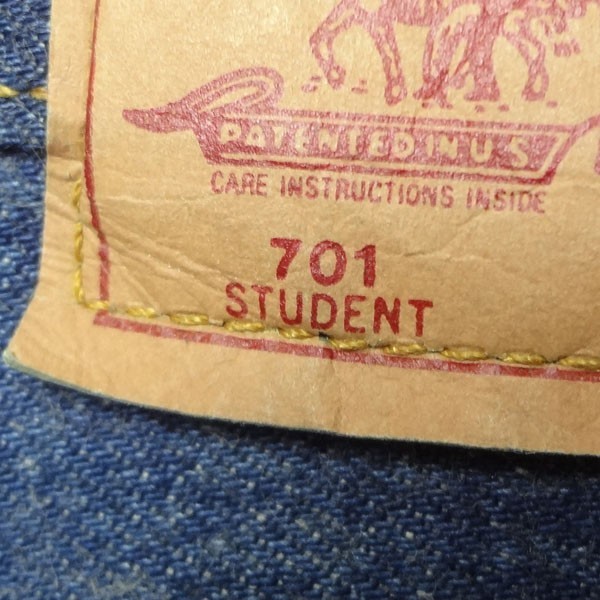 PATENTED IN U.S.
CARE INSTRUCTIONS INSIDE
701
STUDENT